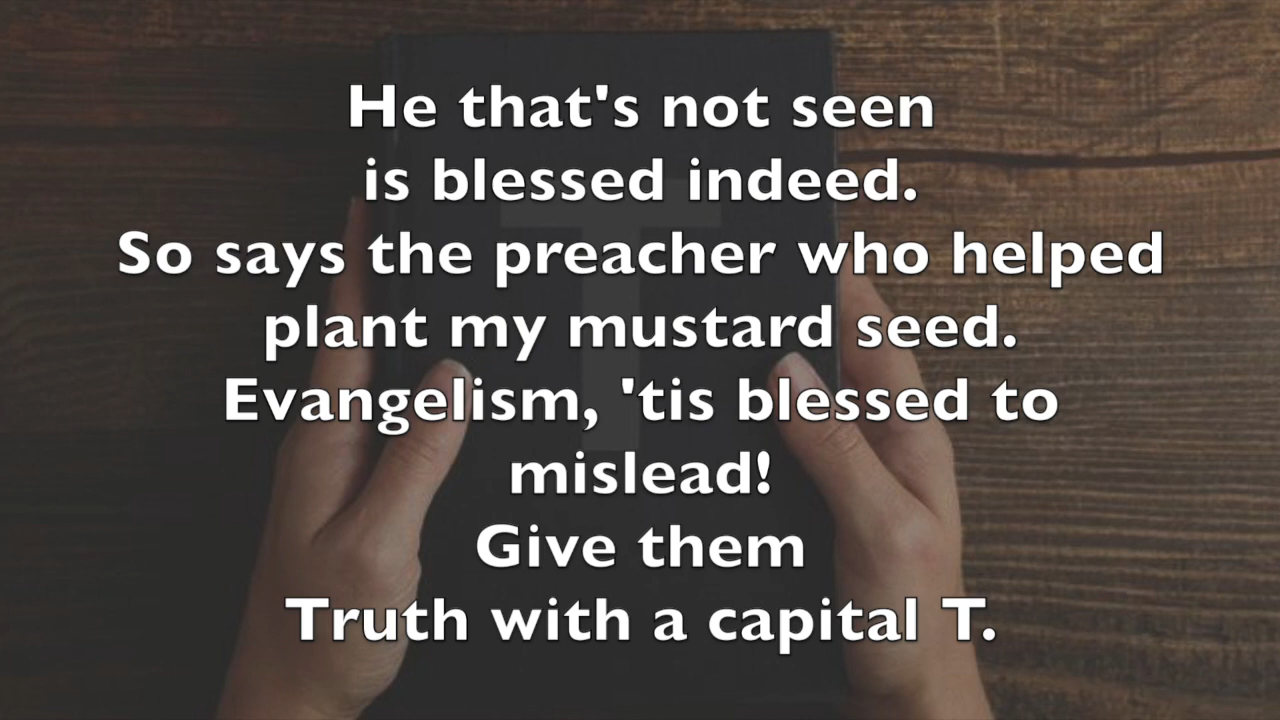 He that's not seen
is blessed indeed.
So says the preacher who helped
plant my mustard seed.
Evangelism, 'tis blessed to
mislead!
Give them
Truth with a capital T.
T